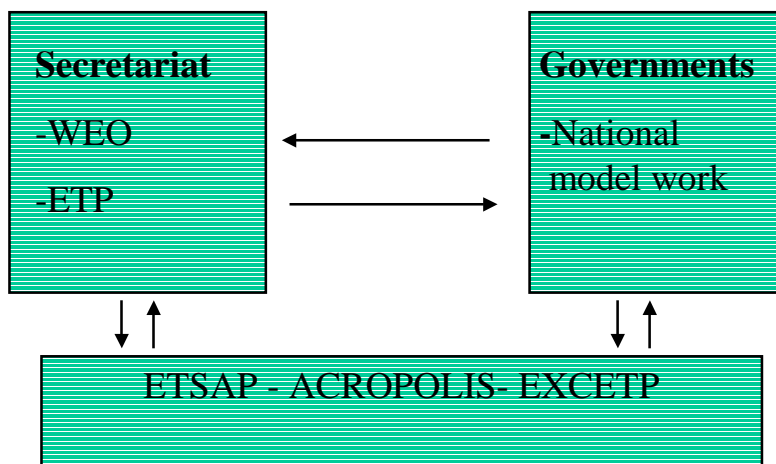 Secretariat
-WEO
-ETP
Governments
-National
model work
ETSAP - ACROPOLIS- EXCETP